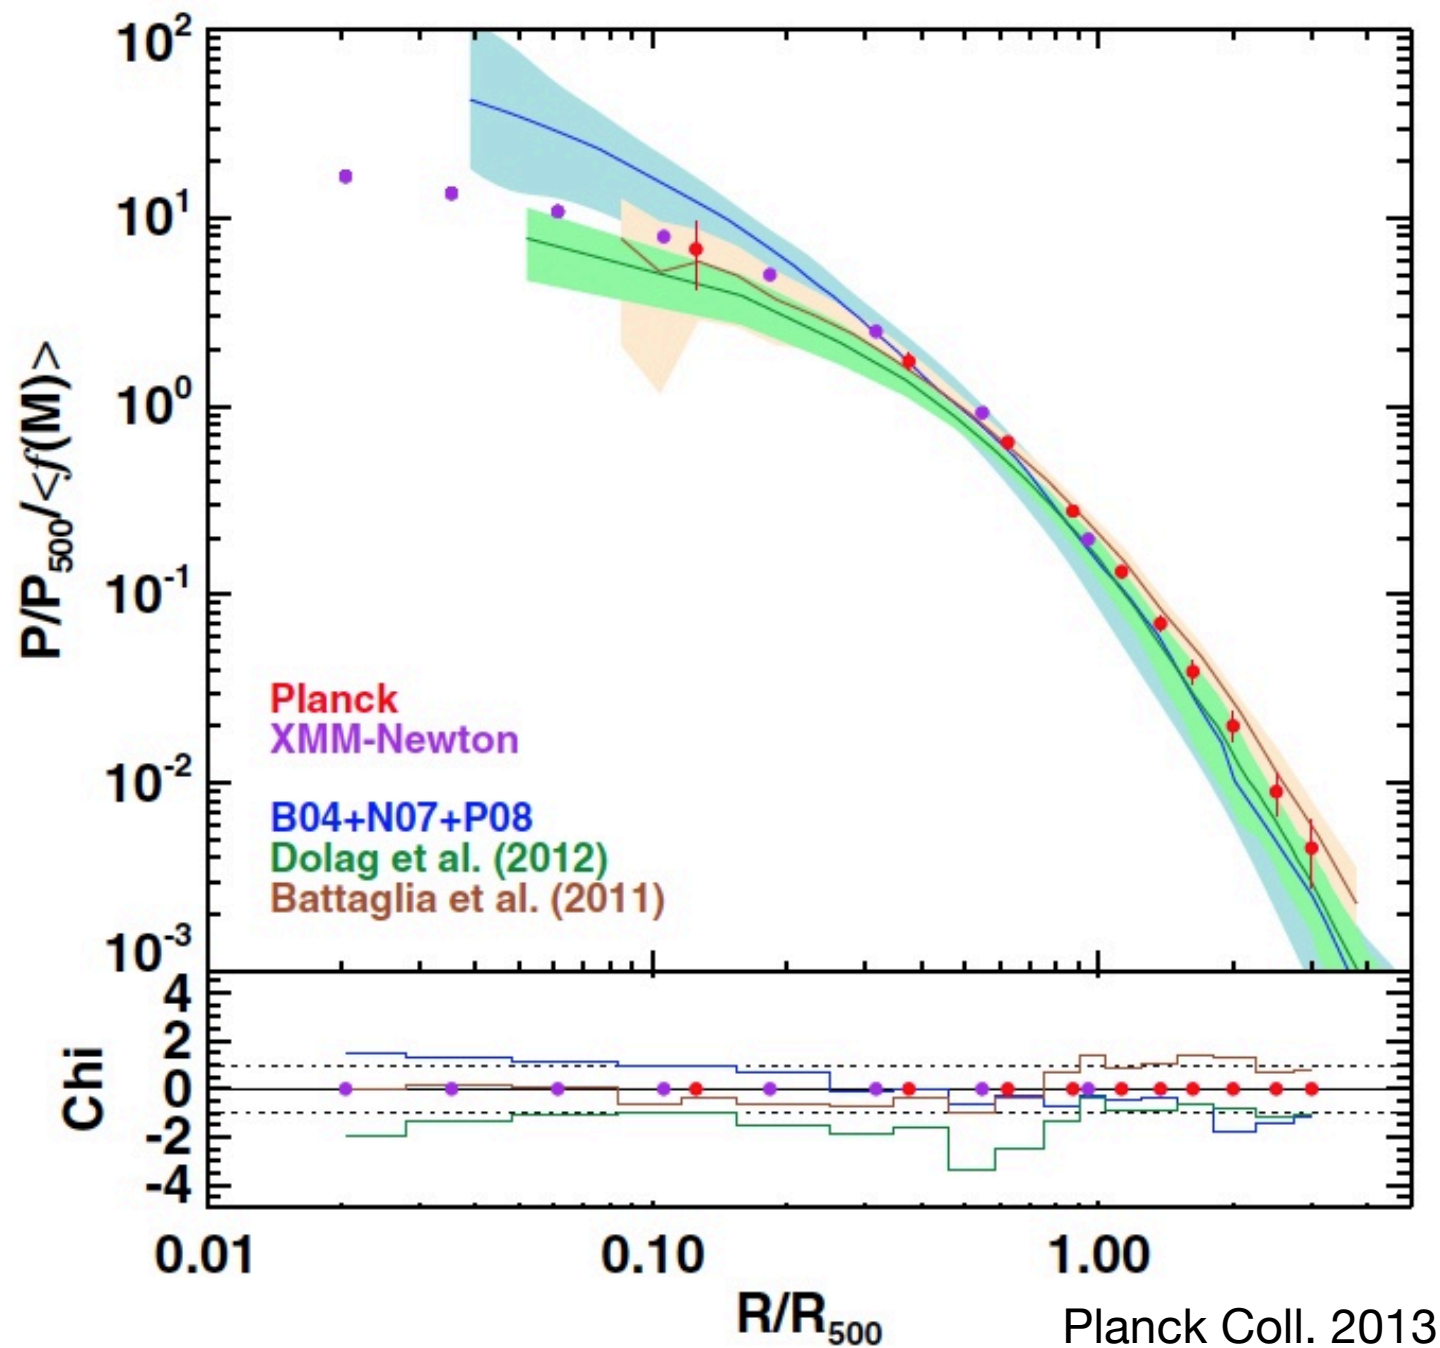 10²
10¹
10⁰
10⁻¹
10⁻²
10⁻³
P/P₅₀₀/<f(M)>
Planck
XMM-Newton
B04+N07+P08
Dolag et al. (2012)
Battaglia et al. (2011)
4
2
0
-2
-4
Chi
0.01 0.10 1.00
R/R₅₀₀
Planck Coll. 2013